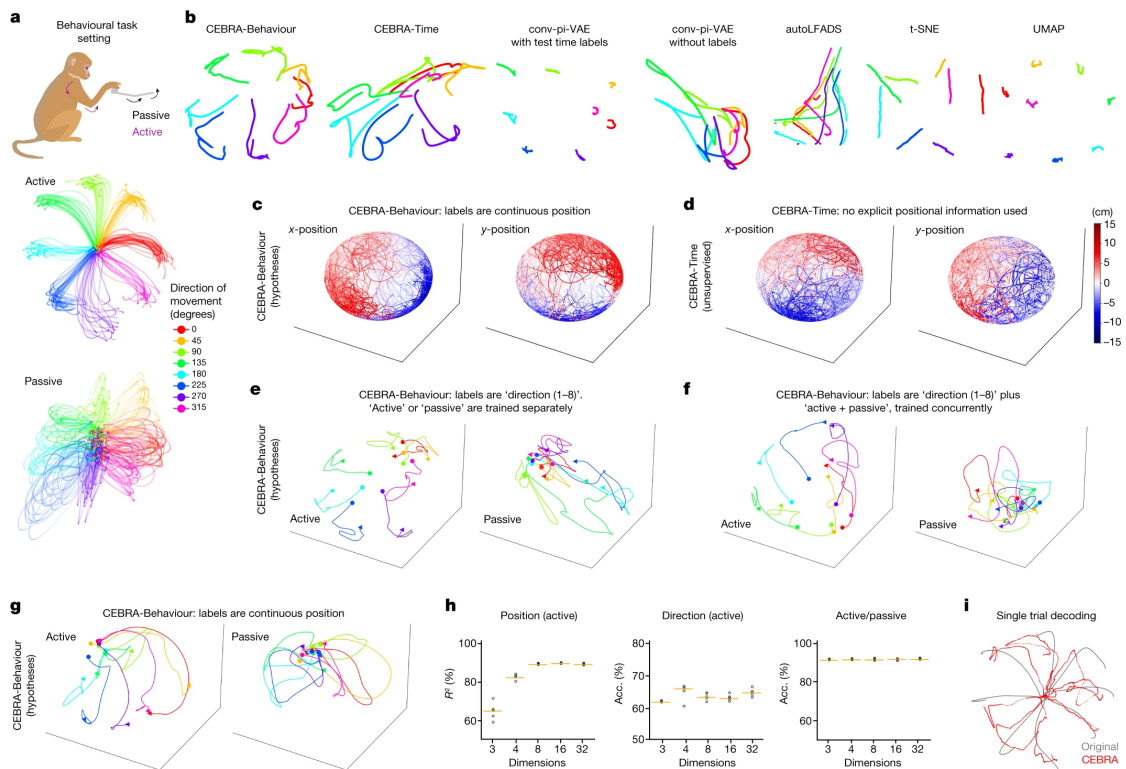 a
Behavioural task
setting
Passive
Active
Active
Direction of
movement
(degrees)
0
45
90
135
180
225
270
315
Passive
b
CEBRA-Behaviour
CEBRA-Time
conv-pi-VAE
with test time labels
conv-pi-VAE
without labels
autoLFADS
t-SNE
UMAP
c
CEBRA-Behaviour: labels are continuous position
CEBRA-Behaviour
(hypotheses)
x-position
y-position
d
CEBRA-Time: no explicit positional information used
CEBRA-Time
(unsupervised)
x-position
y-position
(cm)
15
10
5
0
−5
−10
−15
e
CEBRA-Behaviour: labels are ‘direction (1–8)’.
‘Active’ or ‘passive’ are trained separately
CEBRA-Behaviour
(hypotheses)
Active
Passive
f
CEBRA-Behaviour: labels are ‘direction (1–8)’ plus
‘active + passive’, trained concurrently
CEBRA-Behaviour
(hypotheses)
Active
Passive
g
CEBRA-Behaviour: labels are continuous position
CEBRA-Behaviour
(hypotheses)
Active
Passive
h
Position (active)
R² (%)
100
80
60
3 4 8 16 32
Dimensions
Direction (active)
Acc. (%)
80
70
60
50
3 4 8 16 32
Dimensions
Active/passive
Acc. (%)
100
80
60
3 4 8 16 32
Dimensions
i
Single trial decoding
Original
CEBRA